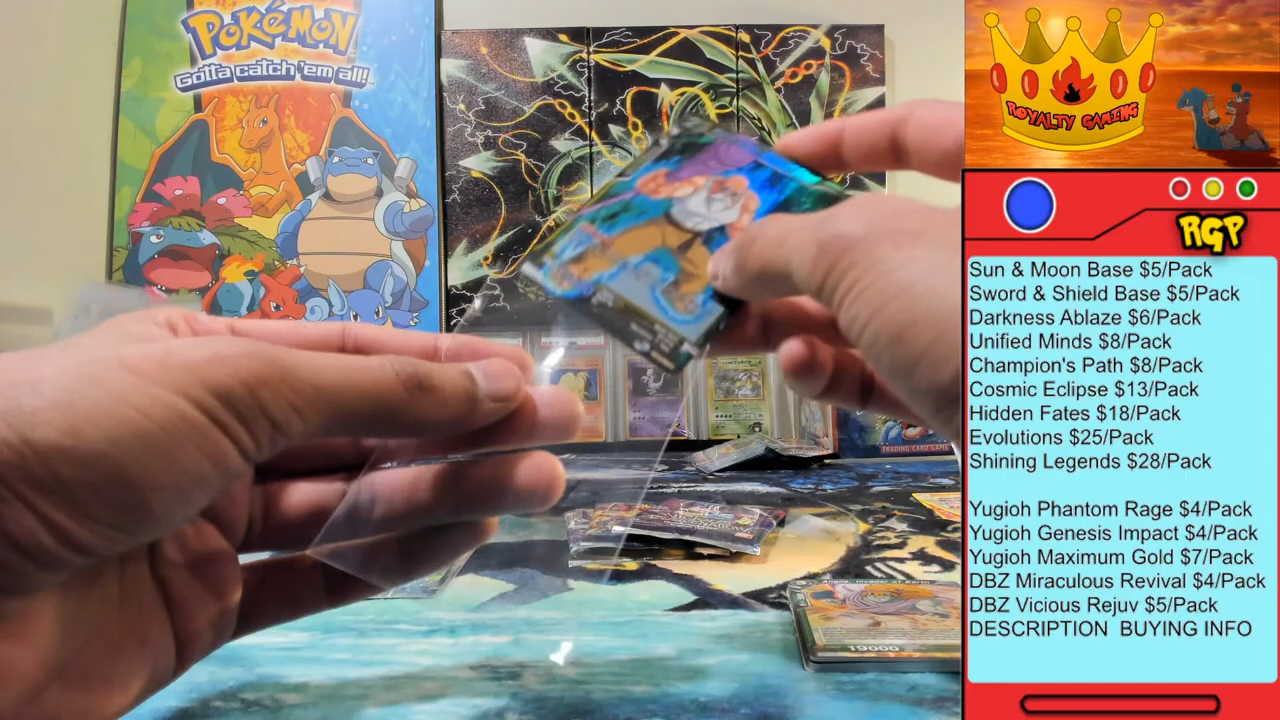 POKÉMON
Gotta catch 'em all!
ROYALTY GAMING
RGP
Sun & Moon Base $5/Pack
Sword & Shield Base $5/Pack
Darkness Ablaze $6/Pack
Unified Minds $8/Pack
Champion's Path $8/Pack
Cosmic Eclipse $13/Pack
Hidden Fates $18/Pack
Evolutions $25/Pack
Shining Legends $28/Pack
Yugioh Phantom Rage $4/Pack
Yugioh Genesis Impact $4/Pack
Yugioh Maximum Gold $7/Pack
DBZ Miraculous Revival $4/Pack
DBZ Vicious Rejuv $5/Pack
DESCRIPTION BUYING INFO
TRADING CARD GAME
Angila, Invader of Earth
19000